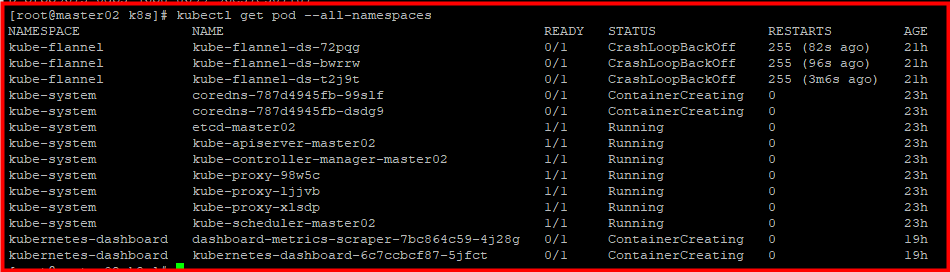 [root@master02 k8s]# kubectl get pod --all-namespaces
NAMESPACE NAME READY STATUS RESTARTS AGE
kube-flannel kube-flannel-ds-72pqg 0/1 CrashLoopBackOff 255 (82s ago) 21h
kube-flannel kube-flannel-ds-bwrrw 0/1 CrashLoopBackOff 255 (96s ago) 21h
kube-flannel kube-flannel-ds-t2j9t 0/1 CrashLoopBackOff 255 (3m6s ago) 21h
kube-system coredns-787d4945fb-99slf 0/1 ContainerCreating 0 23h
kube-system coredns-787d4945fb-dsdg9 0/1 ContainerCreating 0 23h
kube-system etcd-master02 1/1 Running 0 23h
kube-system kube-apiserver-master02 1/1 Running 0 23h
kube-system kube-controller-manager-master02 1/1 Running 0 23h
kube-system kube-proxy-98w5c 1/1 Running 0 23h
kube-system kube-proxy-ljjvb 1/1 Running 0 23h
kube-system kube-proxy-xlsdp 1/1 Running 0 23h
kube-system kube-scheduler-master02 1/1 Running 0 23h
kubernetes-dashboard dashboard-metrics-scraper-7bc864c59-4j28g 0/1 ContainerCreating 0 19h
kubernetes-dashboard kubernetes-dashboard-6c7ccbcf87-5jfct 0/1 ContainerCreating 0 19h